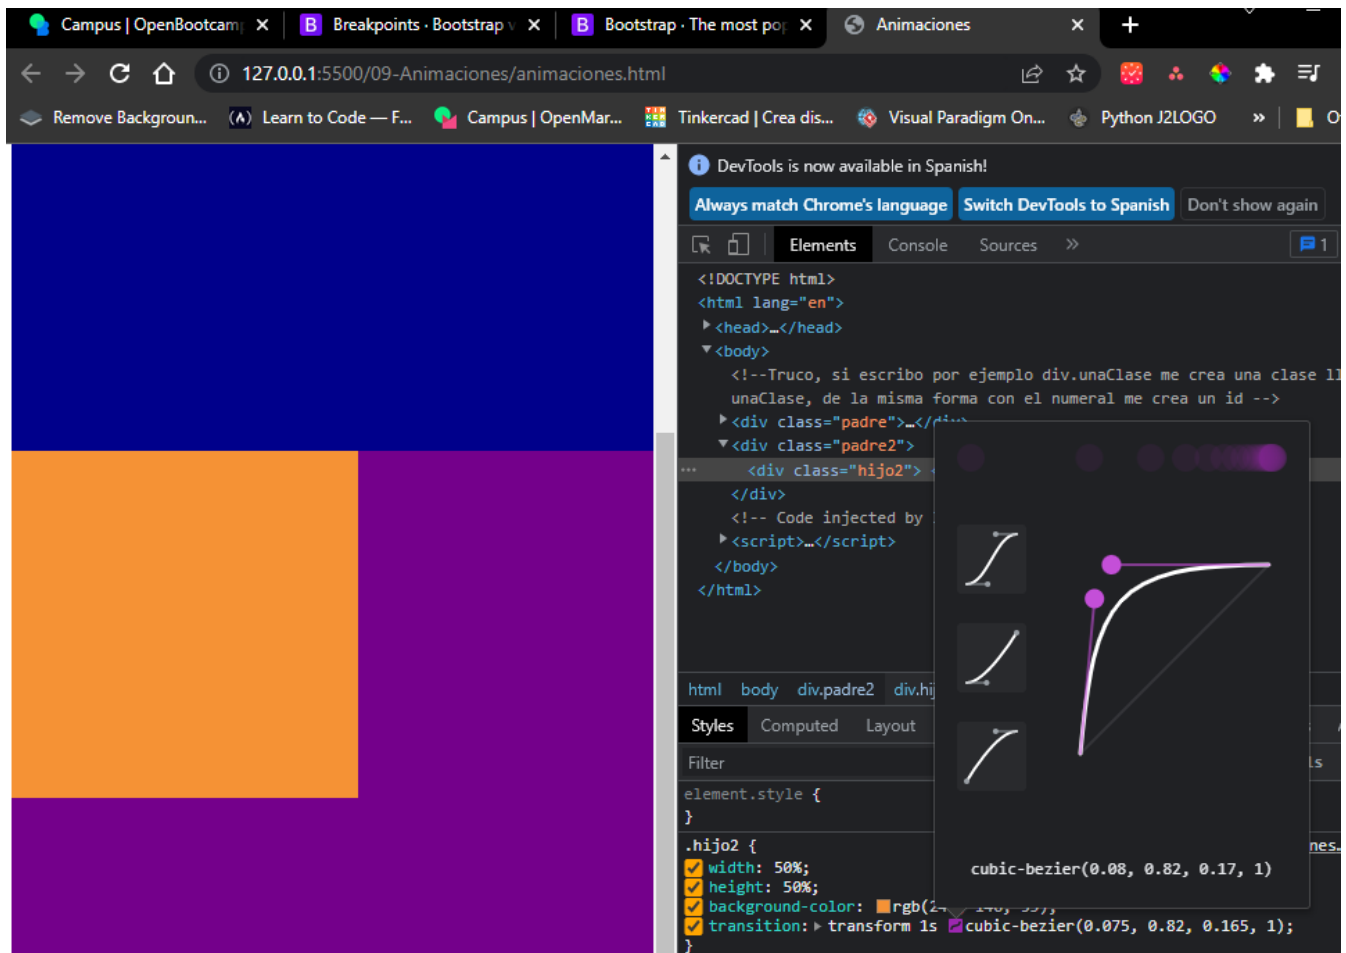 Campus | OpenBootcam
Breakpoints · Bootstrap v
Bootstrap · The most pop
Animaciones
127.0.0.1:5500/09-Animaciones/animaciones.html
Remove Backgroun...
Learn to Code — F...
Campus | OpenMar...
Tinkercad | Crea dis...
Visual Paradigm On...
Python J2LOGO
»
DevTools is now available in Spanish!
Always match Chrome's language
Switch DevTools to Spanish
Don't show again
Elements
Console
Sources
»
1
<!DOCTYPE html>
<html lang="en">
<head>…</head>
<body>
<!--Truco, si escribo por ejemplo div.unaClase me crea una clase ll
unaClase, de la misma forma con el numeral me crea un id -->
<div class="padre">…</div>
<div class="padre2">
<div class="hijo2">
</div>
<!-- Code injected by
<script>…</script>
</body>
</html>
html
body
div.padre2
div.hij
Styles
Computed
Layout
Filter
element.style {
}
.hijo2 {
width: 50%;
height: 50%;
background-color:
transition: transform 1s cubic-bezier(0.075, 0.82, 0.165, 1);
}
cubic-bezier(0.08, 0.82, 0.17, 1)